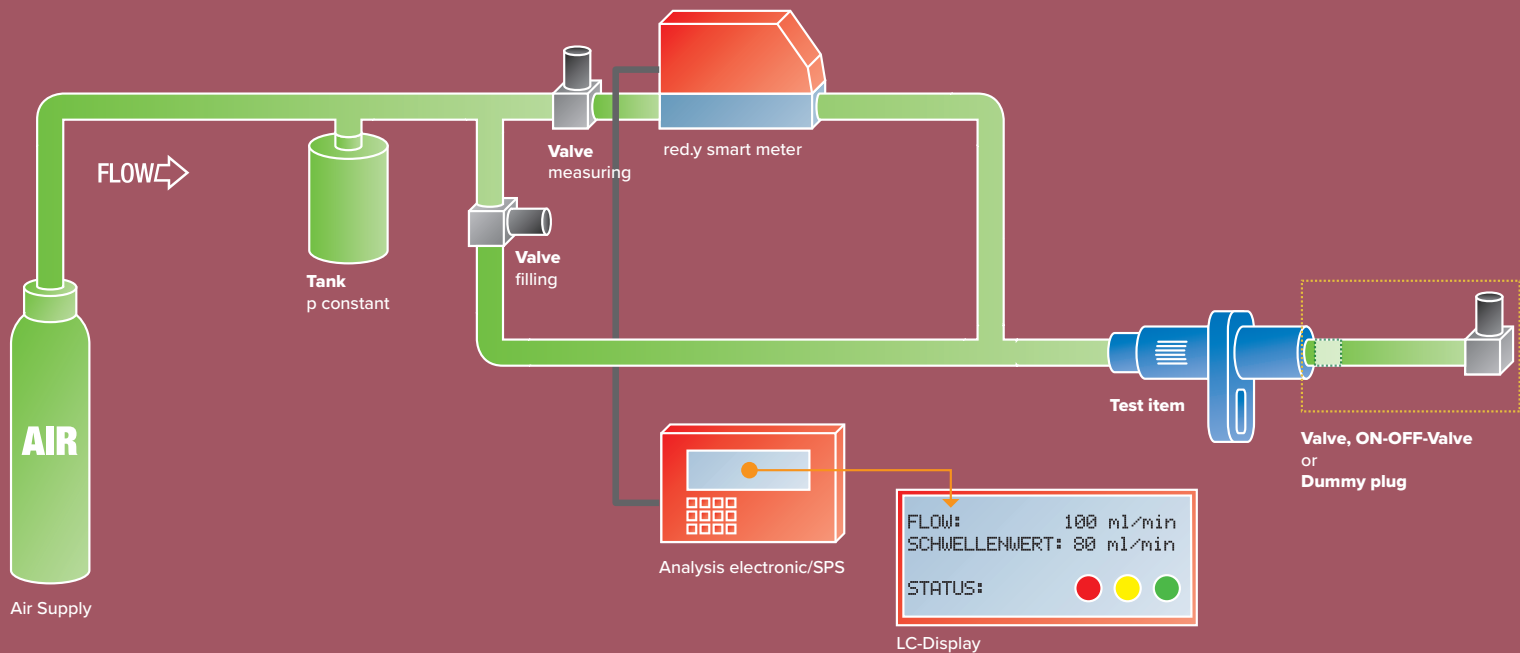 FLOW
Valve
measuring
red.y smart meter
Valve
filling
Tank
p constant
AIR
Air Supply
Test item
Valve, ON-OFF-Valve
or
Dummy plug
Analysis electronic/SPS
FLOW: 100 ml/min
SCHWELLENWERT: 80 ml/min
STATUS:
LC-Display